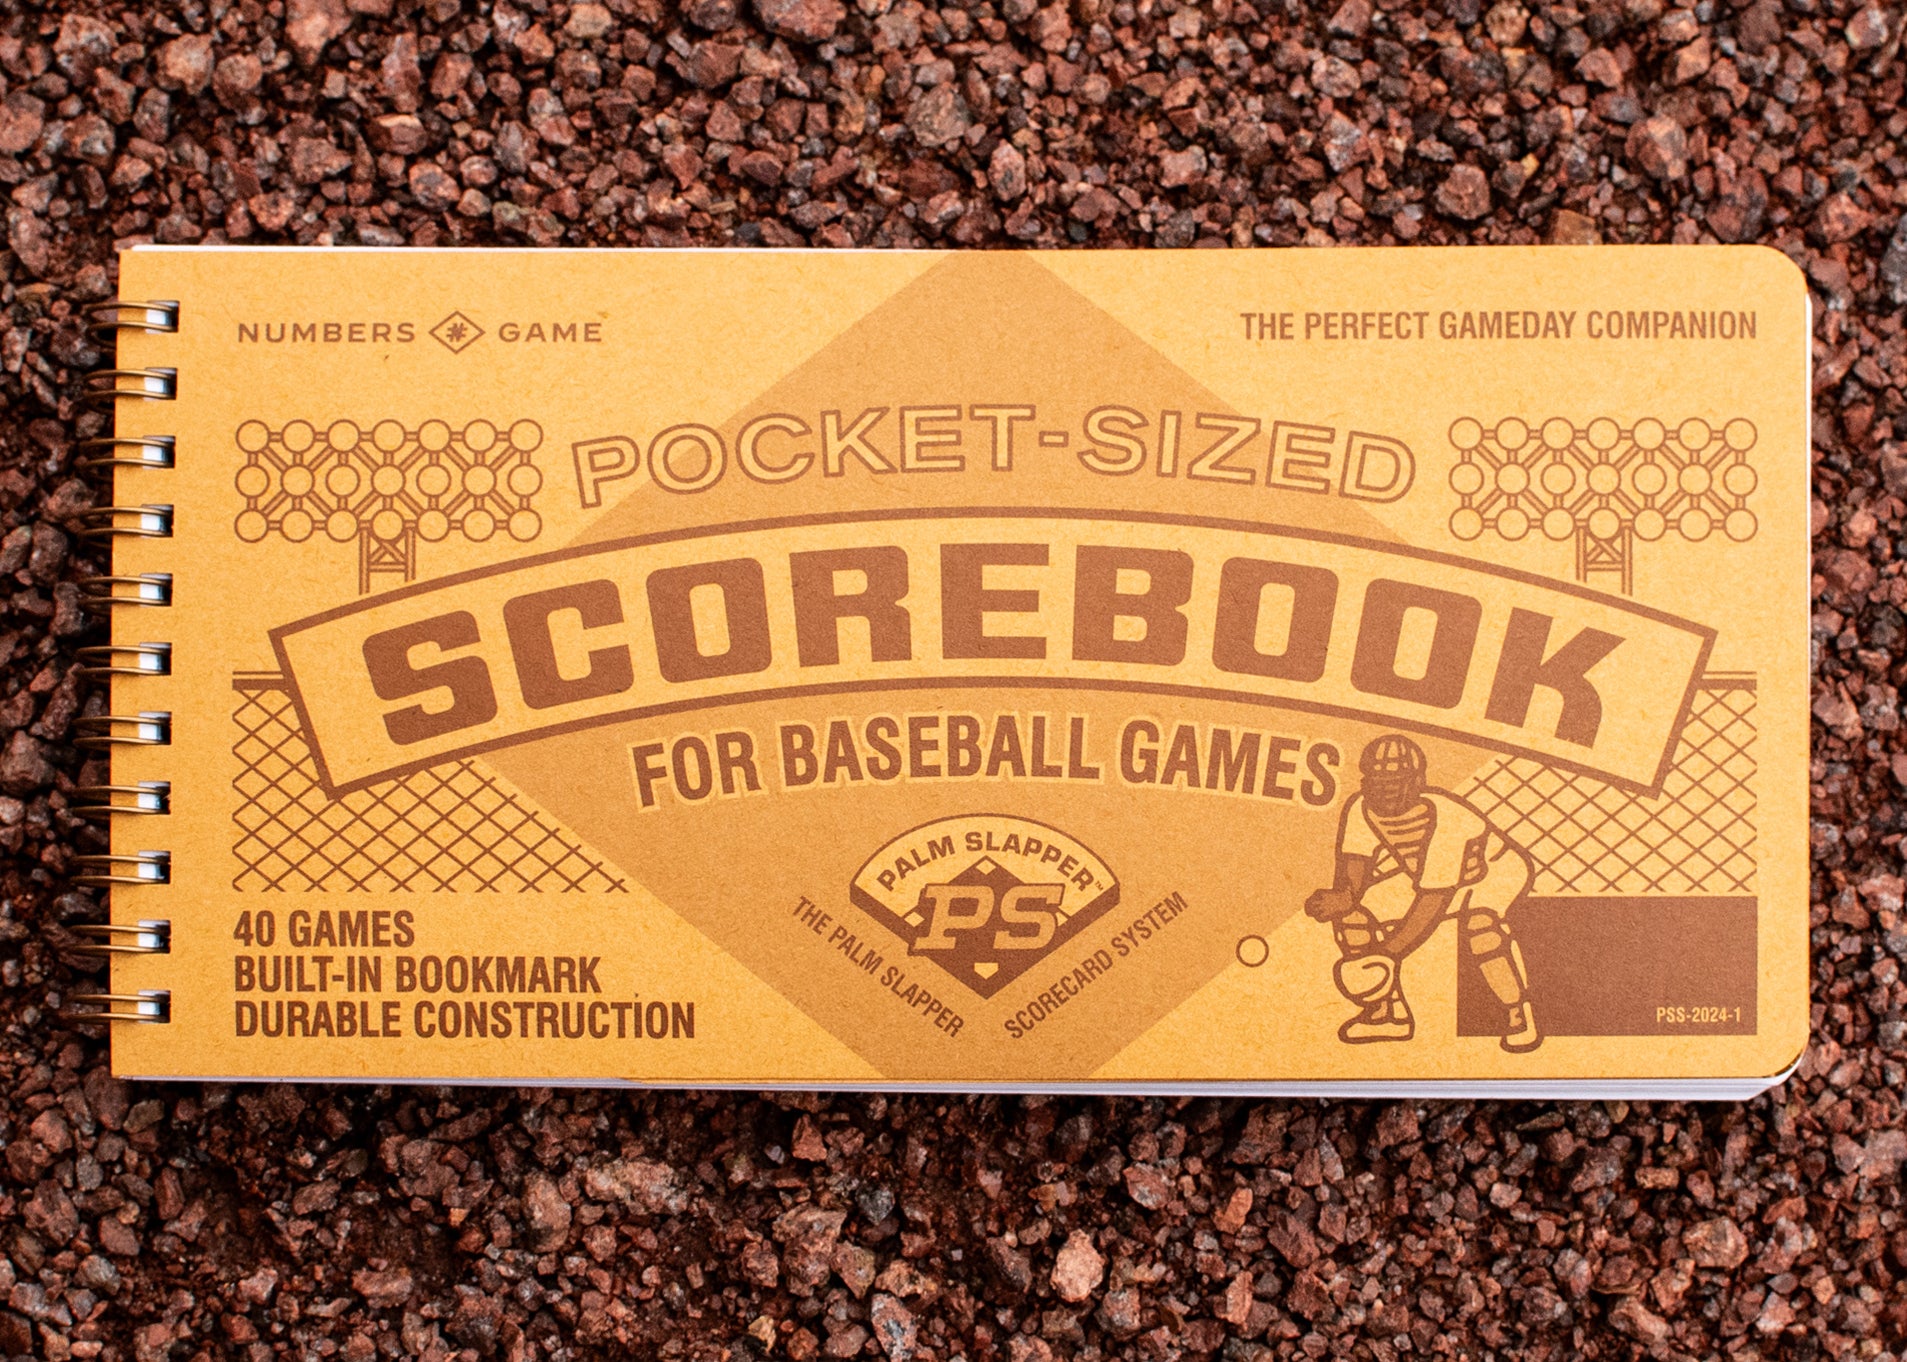 NUMBERS # GAME
THE PERFECT GAMEDAY COMPANION
POCKET-SIZED
SCOREBOOK
FOR BASEBALL GAMES
PALM SLAPPER™
PS
THE PALM SLAPPER
SCORECARD SYSTEM
40 GAMES
BUILT-IN BOOKMARK
DURABLE CONSTRUCTION
PSS-2024-1